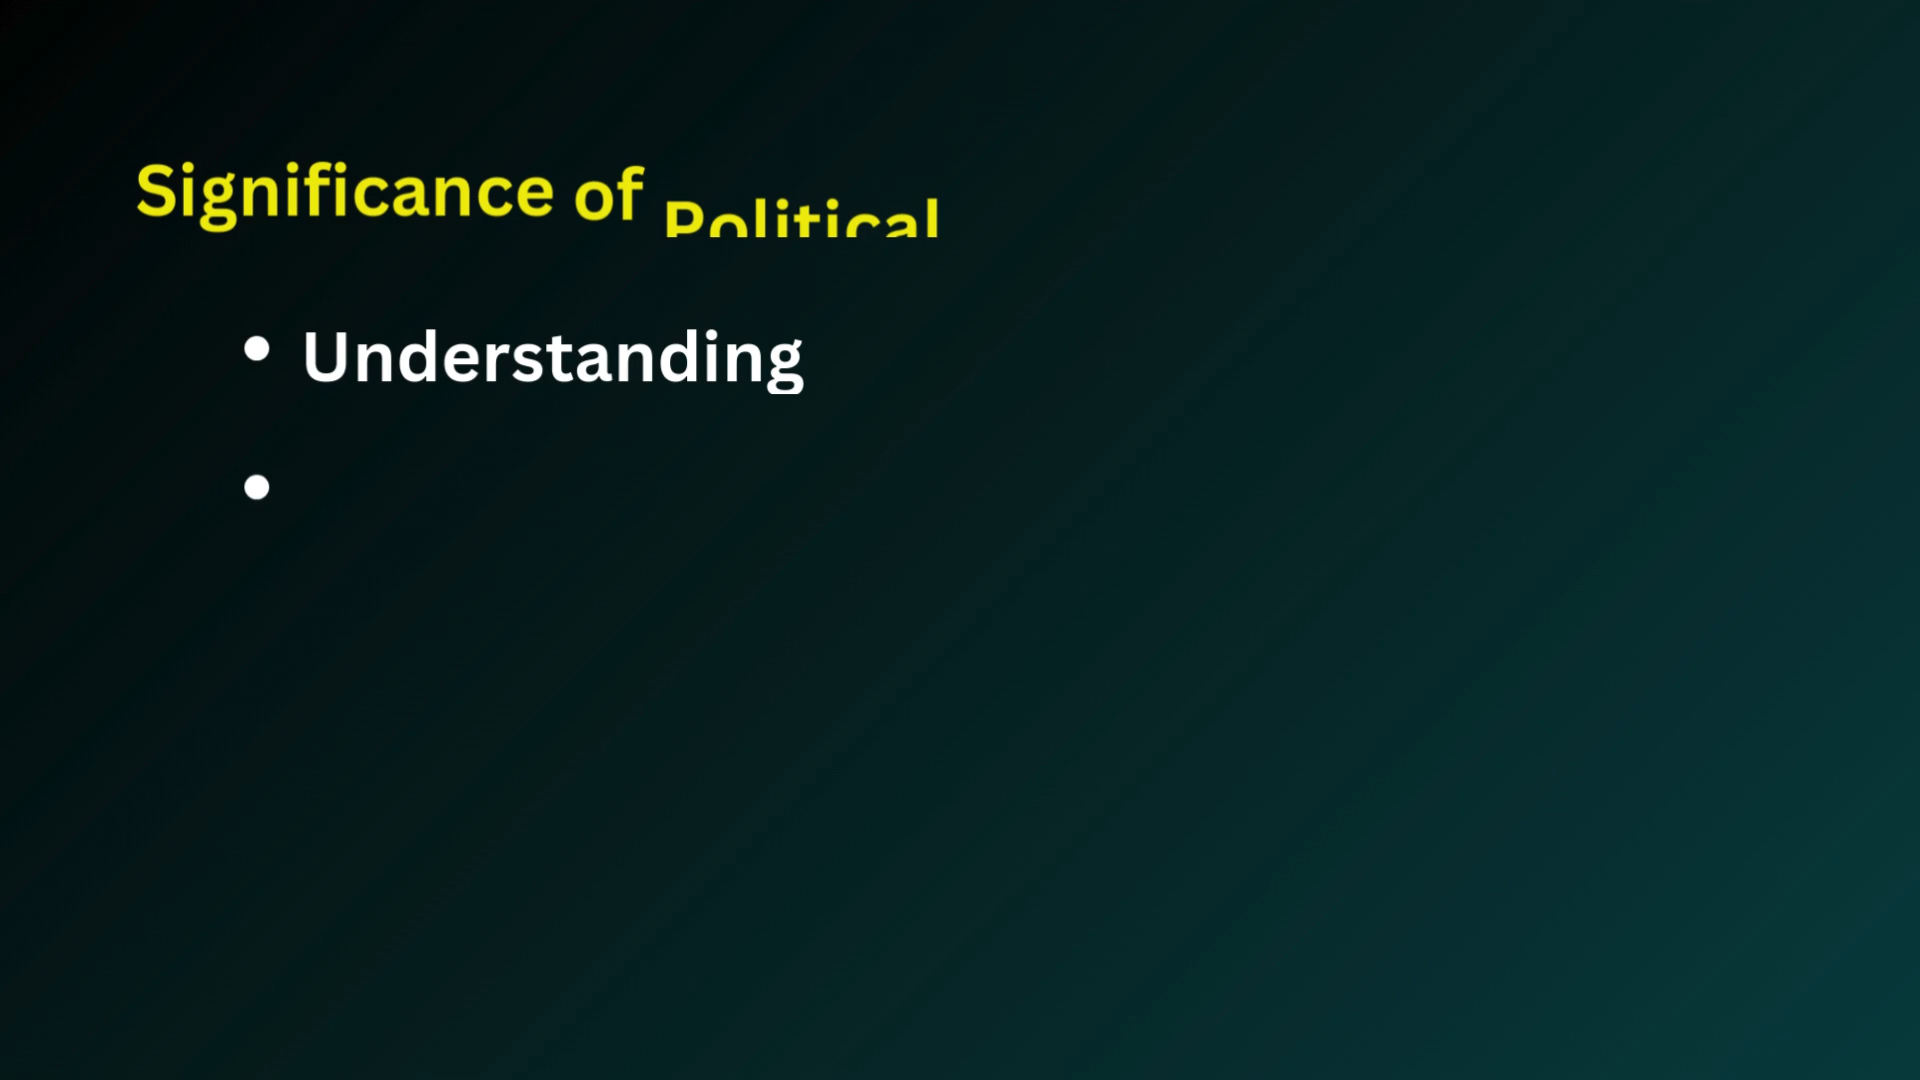 Significance of Political
• Understanding
•